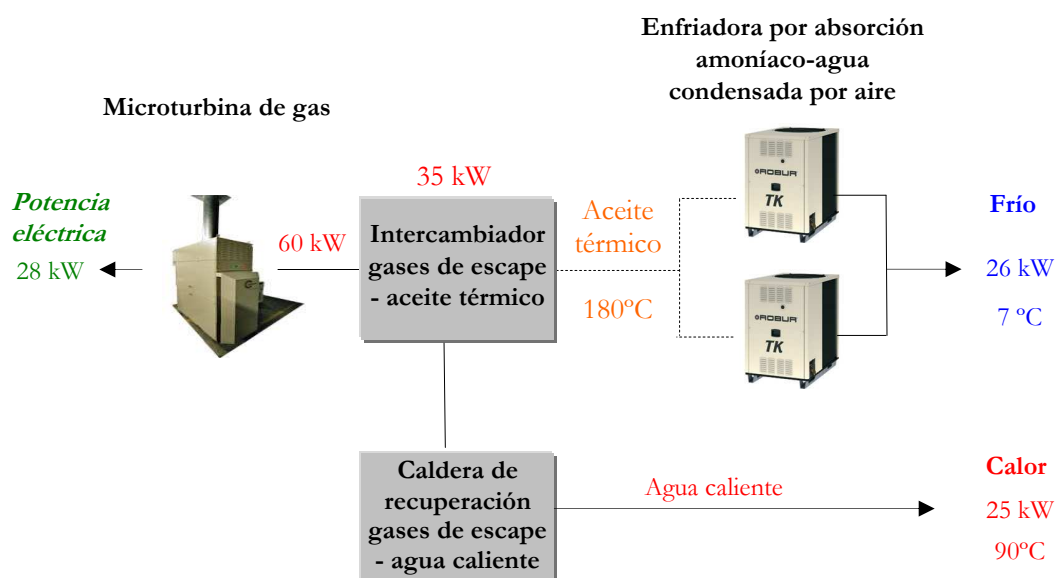 Enfriadora por absorción
amoníaco-agua
condensada por aire
Microturbina de gas
35 kW
Potencia
eléctrica
28 kW
60 kW
Intercambiador
gases de escape
- aceite térmico
Aceite
térmico
180ºC
ROBUR
TK
ROBUR
TK
Frío
26 kW
7 ºC
Caldera de
recuperación
gases de escape
- agua caliente
Agua caliente
Calor
25 kW
90ºC